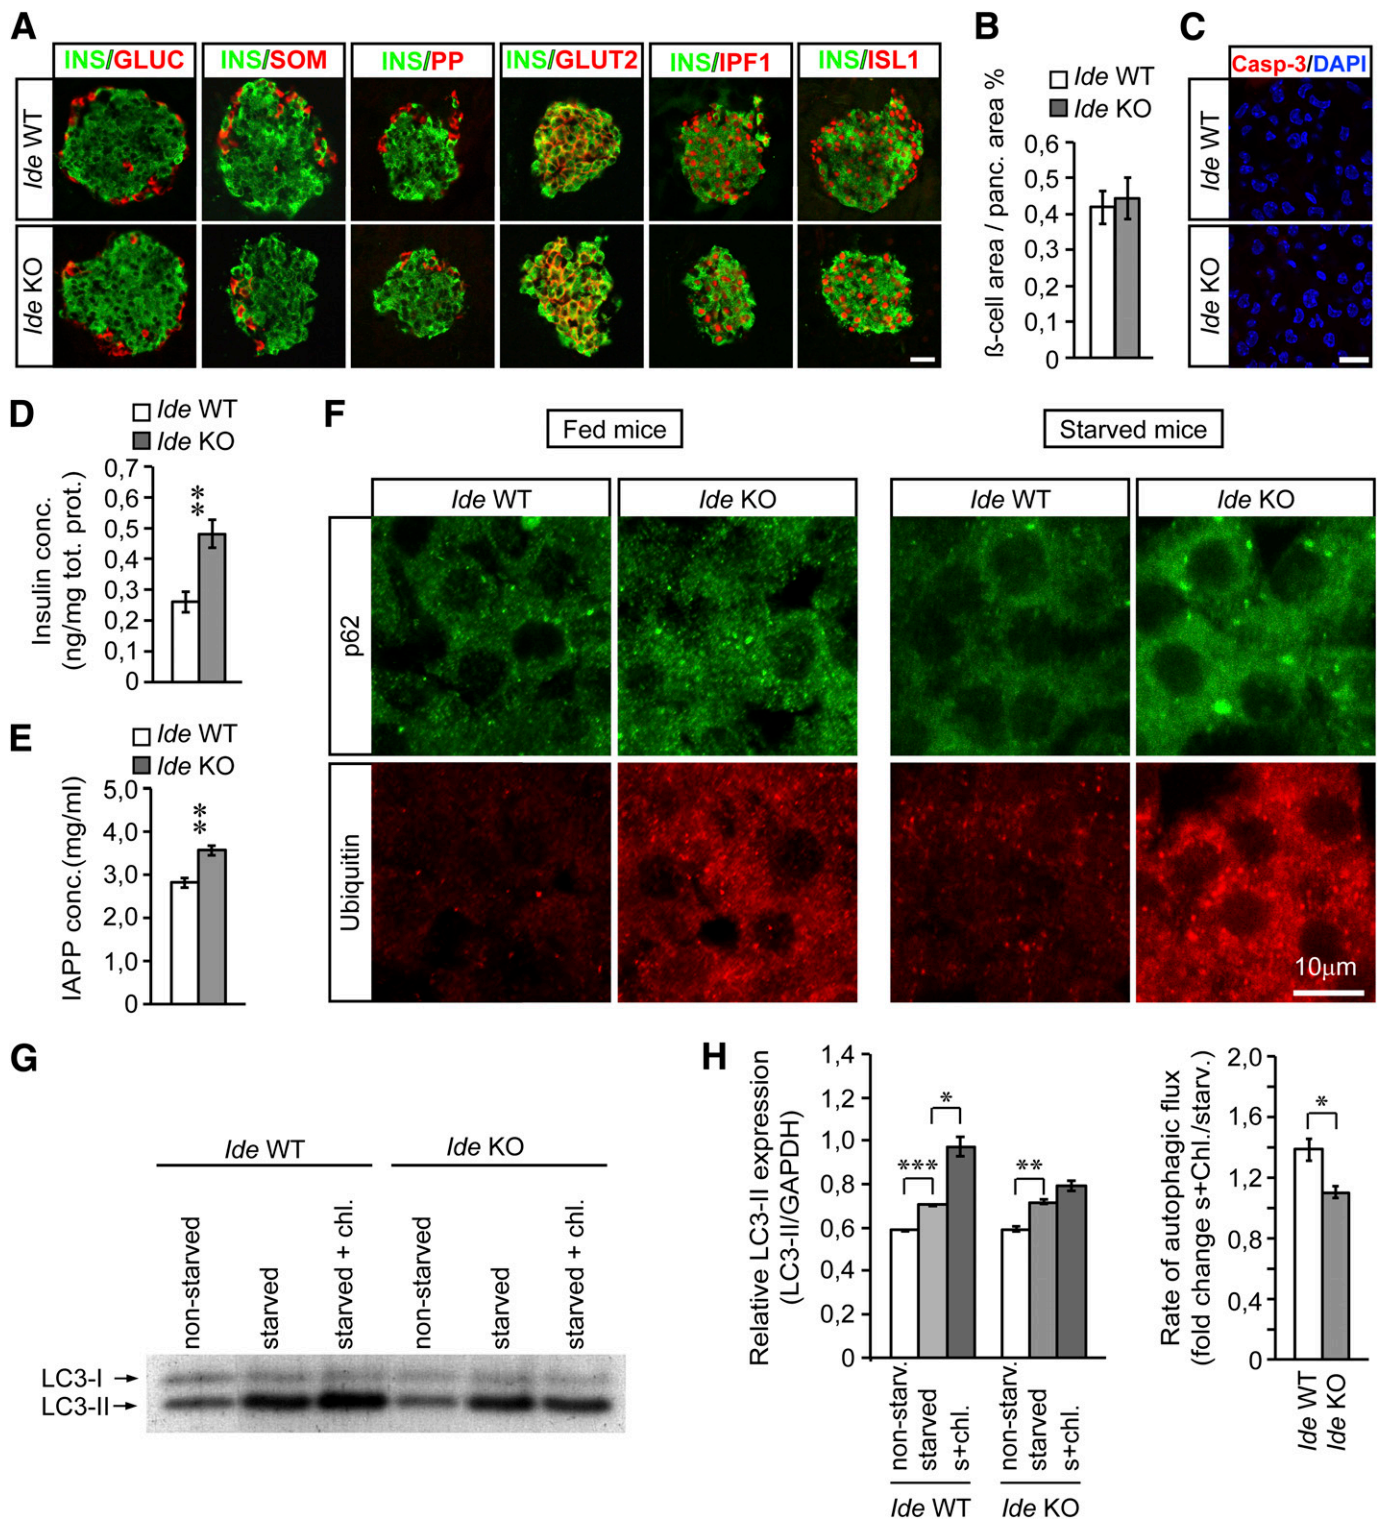 A
INS/GLUC
INS/SOM
INS/PP
INS/GLUT2
INS/IPF1
INS/ISL1
Ide WT
Ide KO
B
Ide WT
Ide KO
ß-cell area / panc. area %
0,6
0,5
0,4
0,3
0,2
0,1
0
C
Casp-3/DAPI
Ide WT
Ide KO
D
Ide WT
Ide KO
Insulin conc.
(ng/mg tot. prot.)
0,7
0,6
0,5
0,4
0,3
0,2
0,1
0
**
E
Ide WT
Ide KO
IAPP conc.(mg/ml)
5,0
4,0
3,0
2,0
1,0
0
**
F
Fed mice
Starved mice
Ide WT
Ide KO
Ide WT
Ide KO
p62
Ubiquitin
10μm
G
Ide WT
Ide KO
non-starved
starved
starved + chl.
non-starved
starved
starved + chl.
LC3-I
LC3-II
H
Relative LC3-II expression
(LC3-II/GAPDH)
1,4
1,2
1,0
0,8
0,6
0,4
0,2
0
***
*
**
non-starv.
starved
s+chl.
non-starv.
starved
s+chl.
Ide WT
Ide KO
Rate of autophagic flux
(fold change s+Chl./starv.)
2,0
1,6
1,2
0,8
0,4
0
*
Ide WT
Ide KO